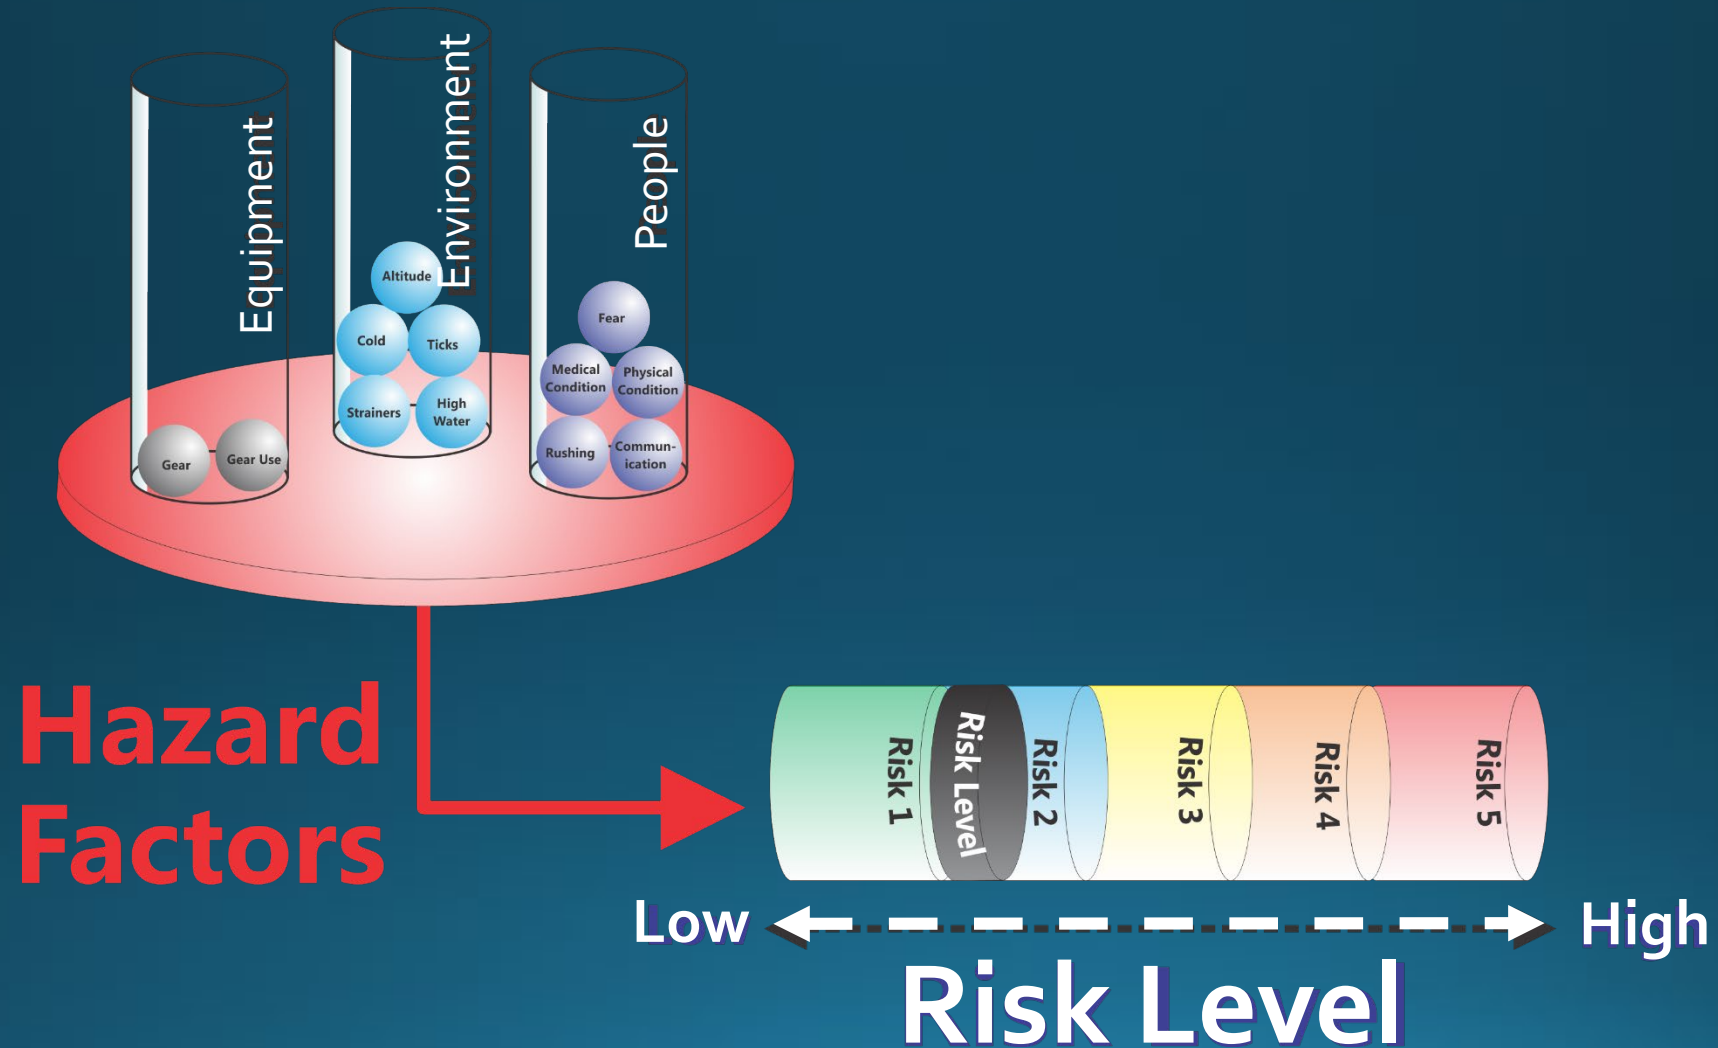 Equipment
Environment
People
Altitude
Cold
Ticks
Strainers
High
Water
Fear
Medical
Condition
Physical
Condition
Rushing
Commun-
ication
Gear
Gear Use
Hazard
Factors
Risk 1
Risk Level
Risk 2
Risk 3
Risk 4
Risk 5
Low
High
Risk Level